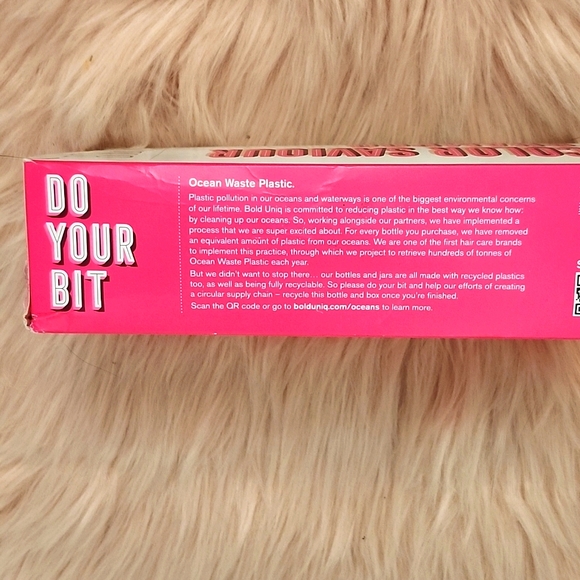 COLOR SAVIOUR
DO
YOUR
BIT
Ocean Waste Plastic.
Plastic pollution in our oceans and waterways is one of the biggest environmental concerns
of our lifetime. Bold Uniq is committed to reducing plastic in the best way we know how:
by cleaning up our oceans. So, working alongside our partners, we have implemented a
process that we are super excited about. For every bottle you purchase, we have removed
an equivalent amount of plastic from our oceans. We are one of the first hair care brands
to implement this practice, through which we project to retrieve hundreds of tonnes of
Ocean Waste Plastic each year.
But we didn't want to stop there... our bottles and jars are all made with recycled plastics
too, as well as being fully recyclable. So please do your bit and help our efforts of creating
a circular supply chain – recycle this bottle and box once you're finished.
Scan the QR code or go to bolduniq.com/oceans to learn more.